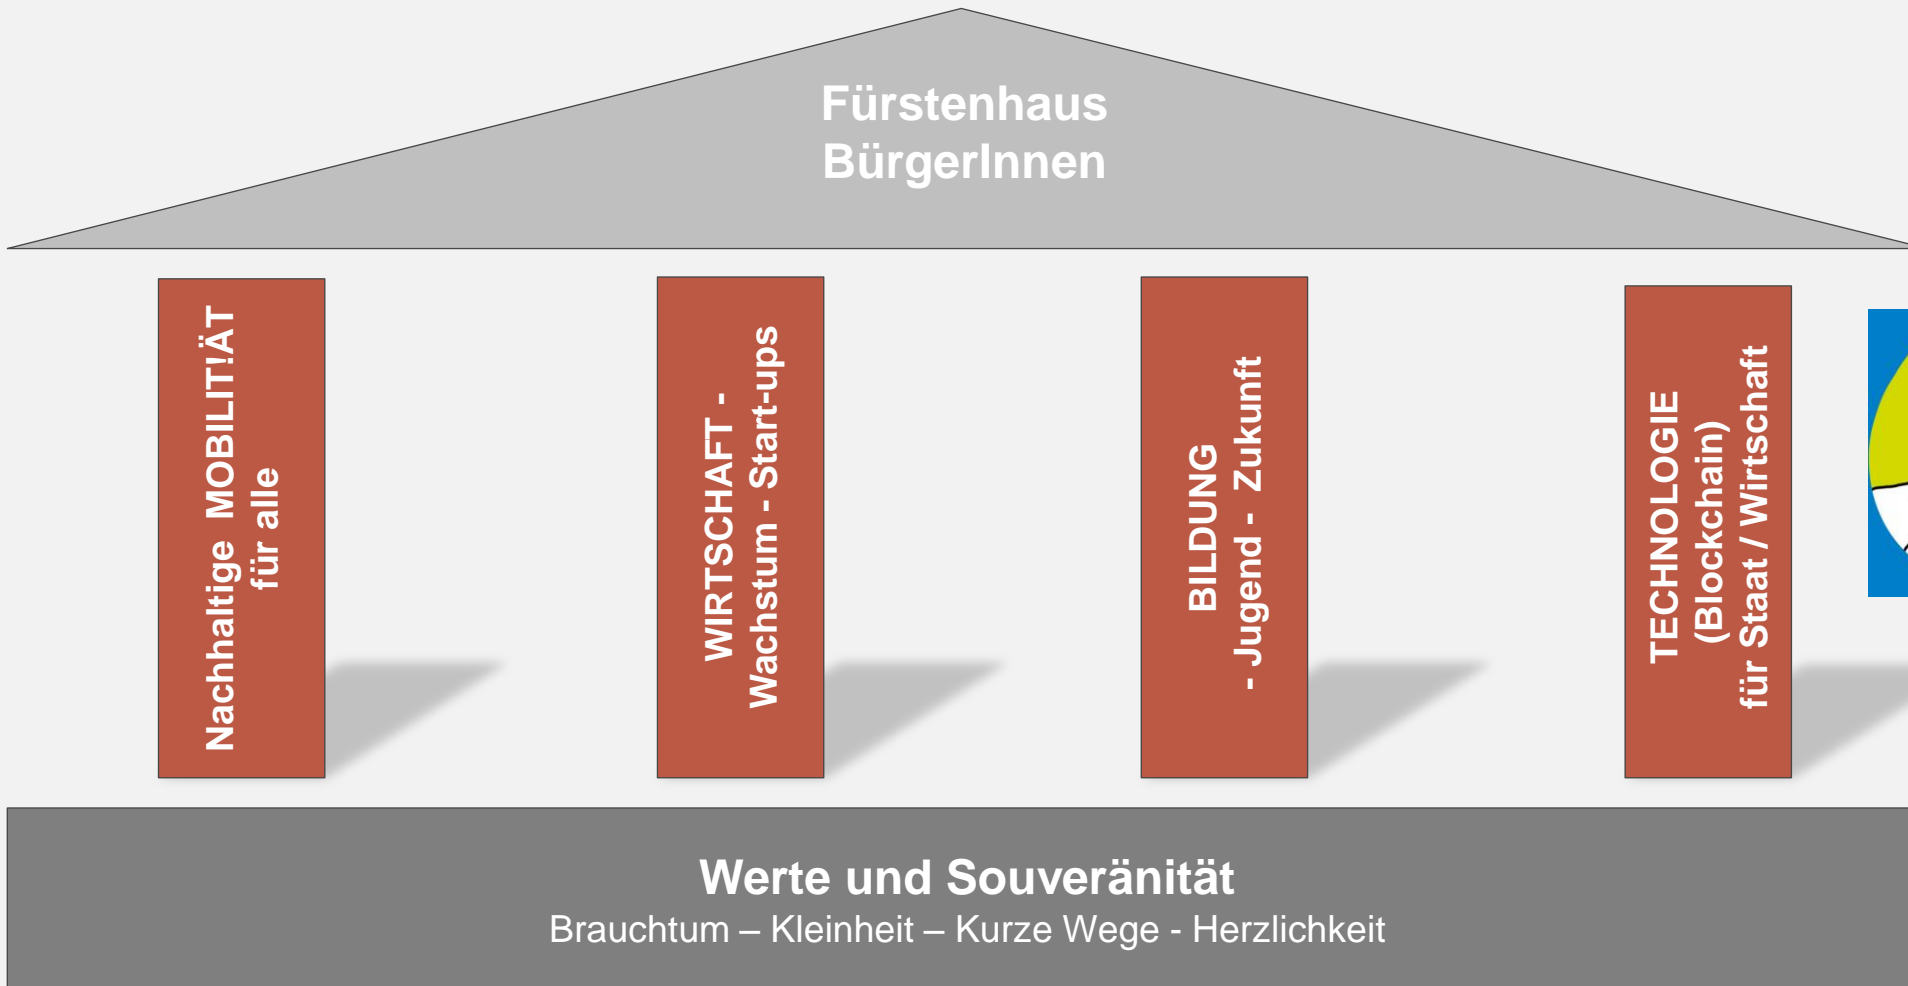 Fürstenhaus
BürgerInnen
Nachhaltige MOBILIT!ÄT
für alle
WIRTSCHAFT -
Wachstum - Start-ups
BILDUNG
- Jugend - Zukunft
TECHNOLOGIE
(Blockchain)
für Staat / Wirtschaft
Werte und Souveränität
Brauchtum – Kleinheit – Kurze Wege - Herzlichkeit